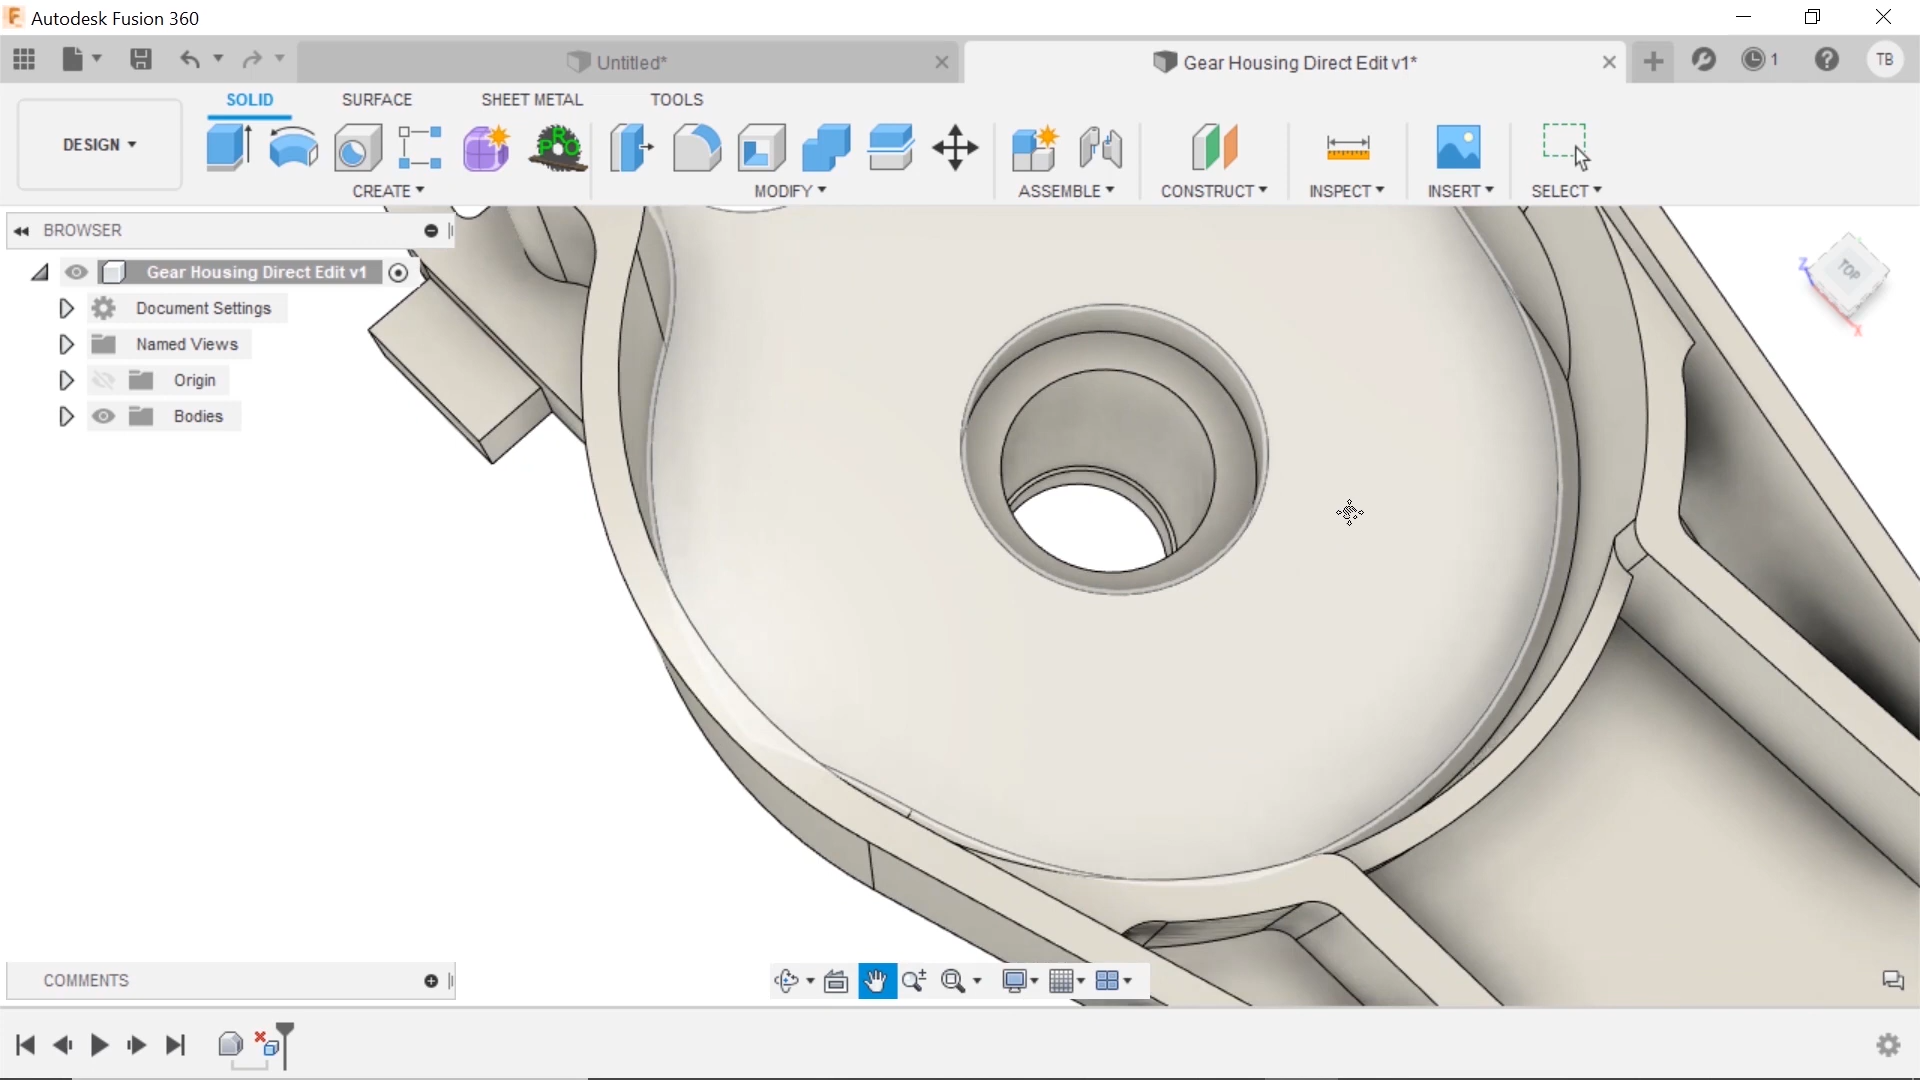 Autodesk Fusion 360
Untitled*
Gear Housing Direct Edit v1*
1
TB
DESIGN
SOLID
SURFACE
SHEET METAL
TOOLS
CREATE
MODIFY
ASSEMBLE
CONSTRUCT
INSPECT
INSERT
SELECT
BROWSER
Gear Housing Direct Edit v1
Document Settings
Named Views
Origin
Bodies
TOP
Z
X
COMMENTS